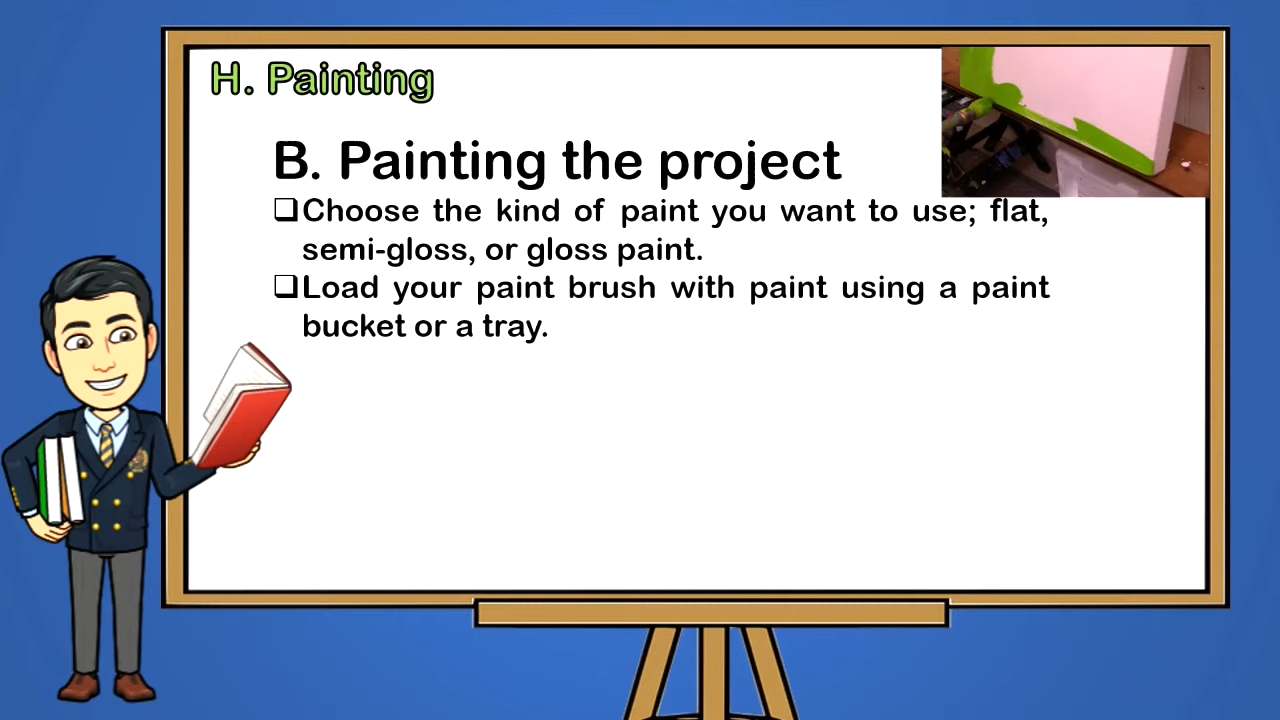 H. Painting
B. Painting the project
❑Choose the kind of paint you want to use; flat,
semi-gloss, or gloss paint.
❑Load your paint brush with paint using a paint
bucket or a tray.